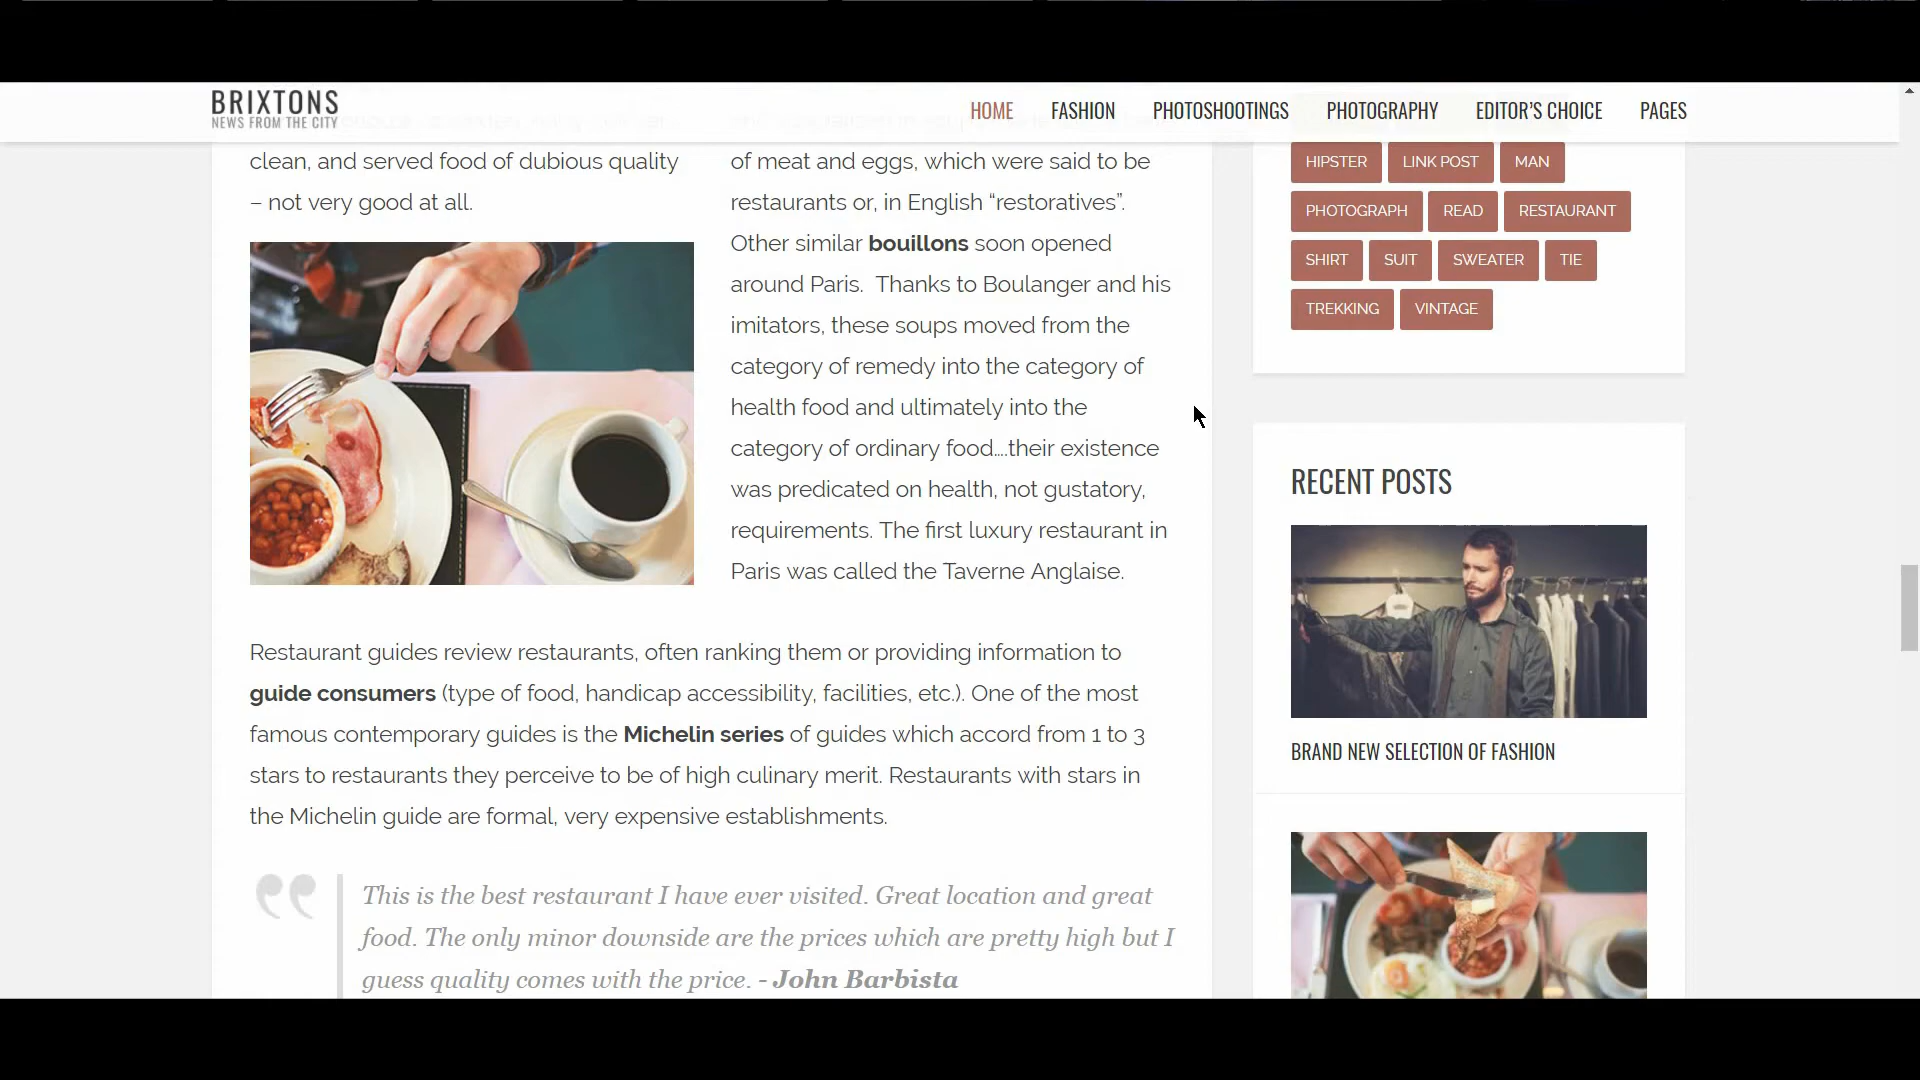 BRIXTONS
NEWS FROM THE CITY
HOME
FASHION
PHOTOSHOOTINGS
PHOTOGRAPHY
EDITOR'S CHOICE
PAGES
clean, and served food of dubious quality
– not very good at all.
of meat and eggs, which were said to be
restaurants or, in English “restoratives”.
Other similar bouillons soon opened
around Paris.  Thanks to Boulanger and his
imitators, these soups moved from the
category of remedy into the category of
health food and ultimately into the
category of ordinary food….their existence
was predicated on health, not gustatory,
requirements. The first luxury restaurant in
Paris was called the Taverne Anglaise.
Restaurant guides review restaurants, often ranking them or providing information to
guide consumers (type of food, handicap accessibility, facilities, etc.). One of the most
famous contemporary guides is the Michelin series of guides which accord from 1 to 3
stars to restaurants they perceive to be of high culinary merit. Restaurants with stars in
the Michelin guide are formal, very expensive establishments.
This is the best restaurant I have ever visited. Great location and great
food. The only minor downside are the prices which are pretty high but I
guess quality comes with the price. - John Barbista
HIPSTER
LINK POST
MAN
PHOTOGRAPH
READ
RESTAURANT
SHIRT
SUIT
SWEATER
TIE
TREKKING
VINTAGE
RECENT POSTS
BRAND NEW SELECTION OF FASHION